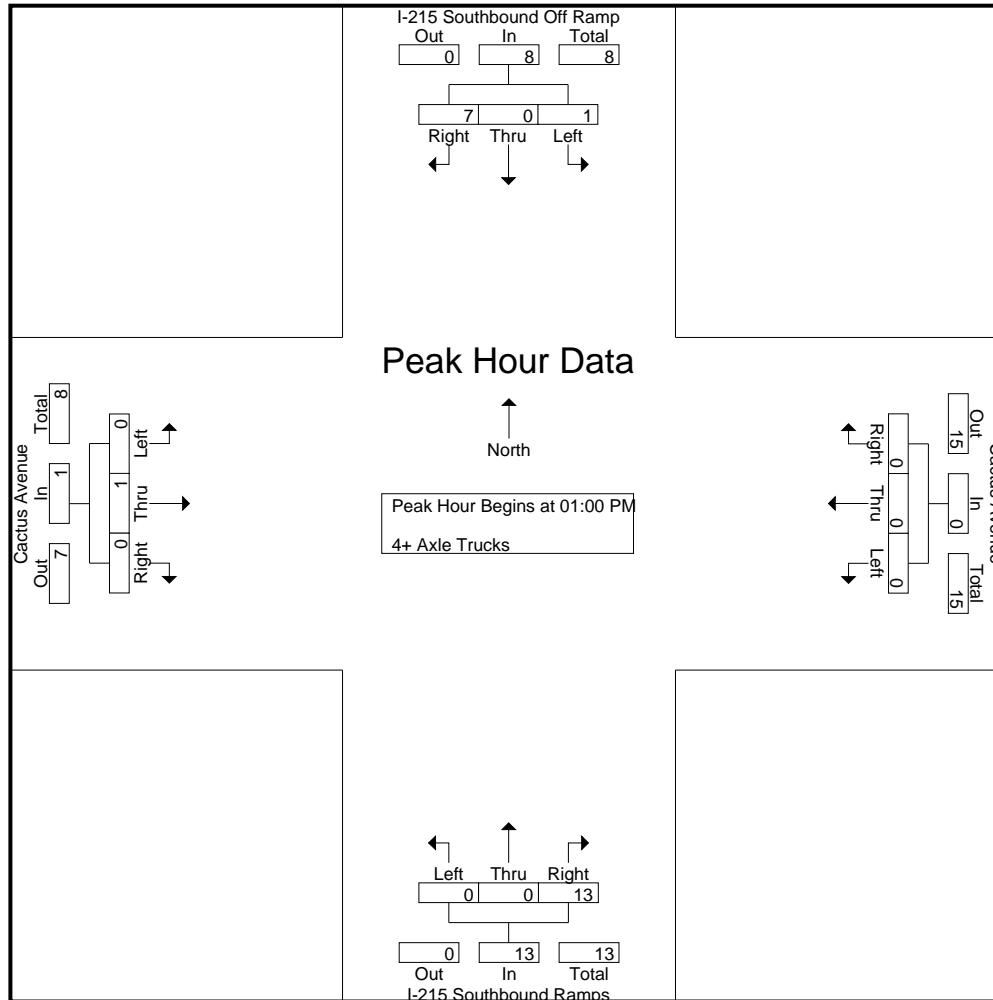 I-215 Southbound Off Ramp
Out In Total
0 8 8
7 0 1
Right Thru Left
Peak Hour Data
North
Peak Hour Begins at 01:00 PM
4+ Axle Trucks
Cactus Avenue
Out In Total
7 1 8
Left Thru Right
0 1 0
Right Thru Left
0 0 0
Out In Total
15 0 15
Left Thru Right
0 0 13
0 13 13
Out In Total
I-215 Southbound Ramps